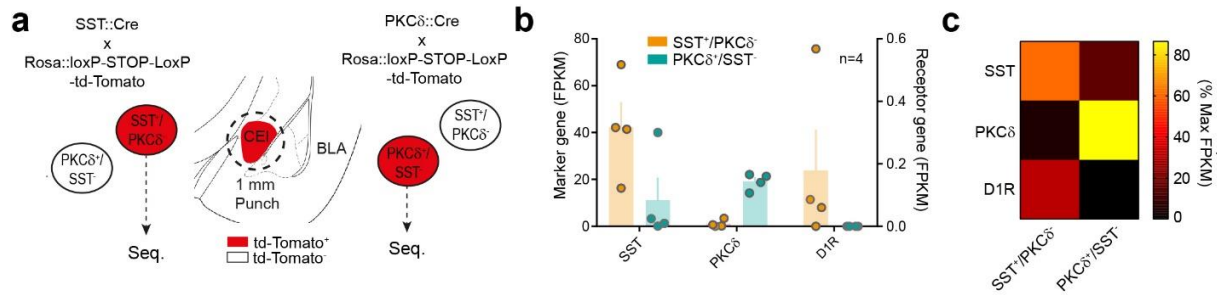 a
SST::Cre
x
Rosa::loxP-STOP-LoxP
-td-Tomato
SST⁺/
PKCδ⁻
PKCδ⁺/
SST⁻
Seq.
CEl
1 mm
Punch
BLA
td-Tomato⁺
td-Tomato⁻
PKCδ::Cre
x
Rosa::loxP-STOP-LoxP
-td-Tomato
SST⁺/
PKCδ⁻
PKCδ⁺/
SST⁻
Seq.
b
SST⁺/PKCδ⁻
PKCδ⁺/SST⁻
n=4
Marker gene (FPKM)
80
60
40
20
0
Receptor gene (FPKM)
0.6
0.4
0.2
0.0
SST
PKCδ
D1R
c
SST
PKCδ
D1R
SST⁺/PKCδ⁻
PKCδ⁺/SST⁻
80
60
40
20
0
(% Max FPKM)